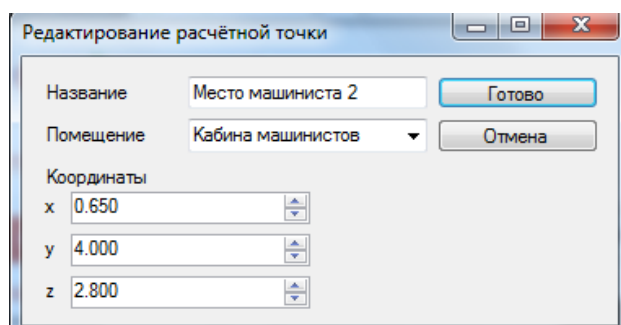 Редактирование расчётной точки
Название Место машиниста 2 Готово
Помещение Кабина машинистов Отмена
Координаты
x 0.650
y 4.000
z 2.800